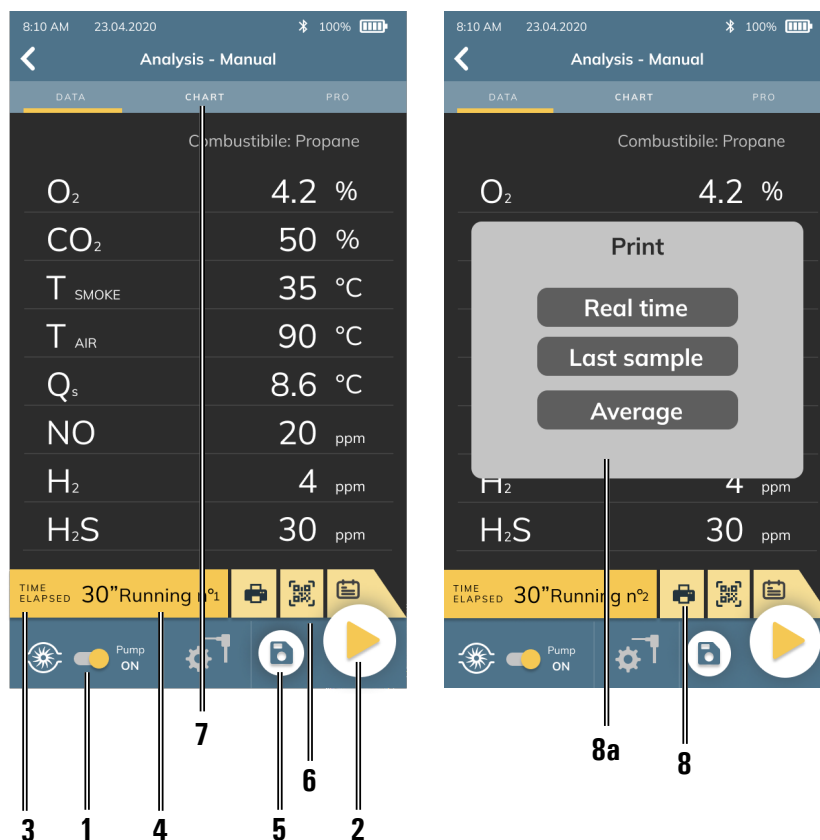 8:10 AM 23.04.2020 100%
Analysis - Manual
DATA CHART PRO
Combustibile: Propane
O₂ 4.2 %
CO₂ 50 %
T SMOKE 35 °C
T AIR 90 °C
Qₛ 8.6 °C
NO 20 ppm
H₂ 4 ppm
H₂S 30 ppm
TIME
ELAPSED 30” Running n°1
Pump
ON
7
6
3 1 4 5 2
8:10 AM 23.04.2020 100%
Analysis - Manual
DATA CHART PRO
Combustibile: Propane
O₂ 4.2 %
Print
Real time
Last sample
Average
H₂ 4 ppm
H₂S 30 ppm
TIME
ELAPSED 30” Running n°2
Pump
ON
8a 8